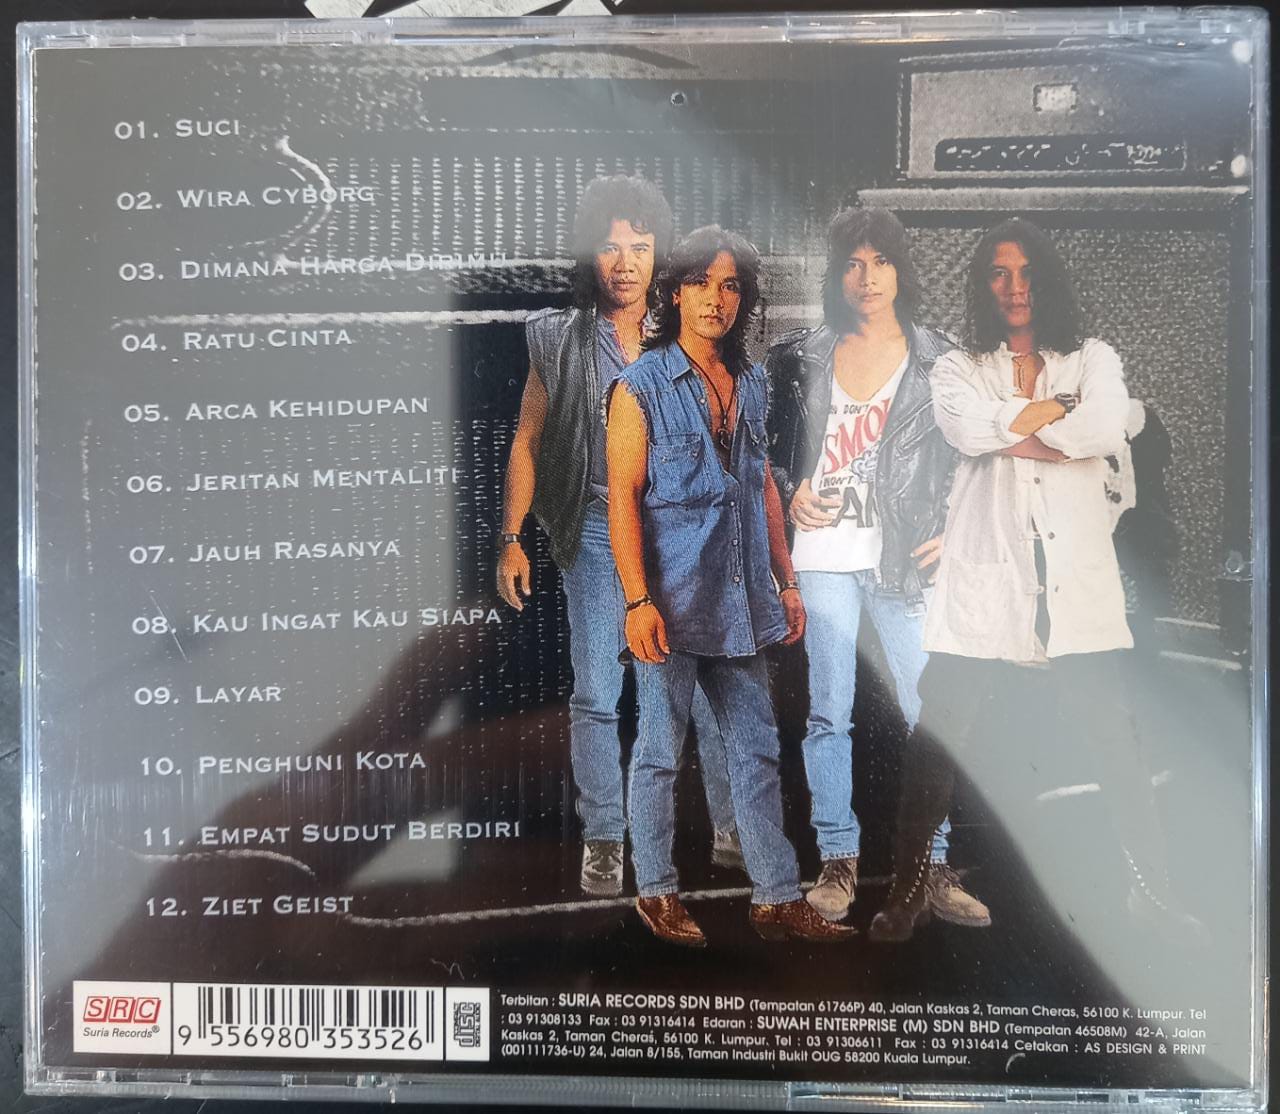 01. SUCI
02. WIRA CYBORG
03. DIMANA HARGA DIRIMU
04. RATU CINTA
05. ARCA KEHIDUPAN
06. JERITAN MENTALITI
07. JAUH RASANYA
08. KAU INGAT KAU SIAPA
09. LAYAR
10. PENGHUNI KOTA
11. EMPAT SUDUT BERDIRI
12. ZIET GEIST
DON'T
SMOK
WON'T
SRC
Suria Records®
9 556980 353526
disc
Terbitan : SURIA RECORDS SDN BHD (Tempatan 61766P) 40, Jalan Kaskas 2, Taman Cheras, 56100 K. Lumpur. Tel
: 03 91308133 Fax : 03 91316414 Edaran : SUWAH ENTERPRISE (M) SDN BHD (Tempatan 46508M) 42-A, Jalan
Kaskas 2, Taman Cheras, 56100 K. Lumpur. Tel : 03 91306611 Fax : 03 91316414 Cetakan : AS DESIGN & PRINT
(001111736-U) 24, Jalan 8/155, Taman Industri Bukit OUG 58200 Kuala Lumpur.